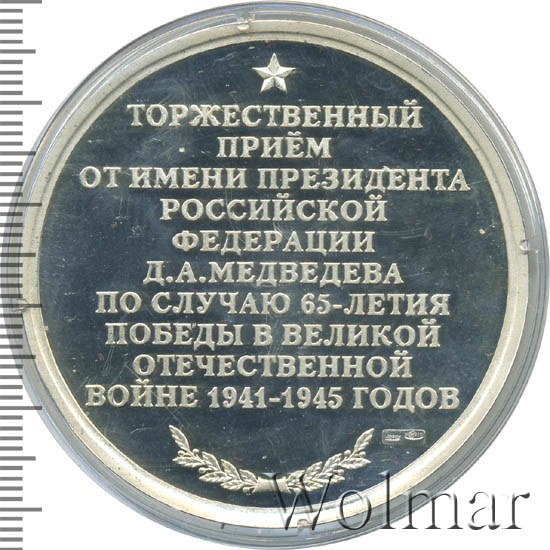 ТОРЖЕСТВЕННЫЙ
ПРИЁМ
ОТ ИМЕНИ ПРЕЗИДЕНТА
РОССИЙСКОЙ
ФЕДЕРАЦИИ
Д.А.МЕДВЕДЕВА
ПО СЛУЧАЮ 65-ЛЕТИЯ
ПОБЕДЫ В ВЕЛИКОЙ
ОТЕЧЕСТВЕННОЙ
ВОЙНЕ 1941-1945 ГОДОВ
Wolmar